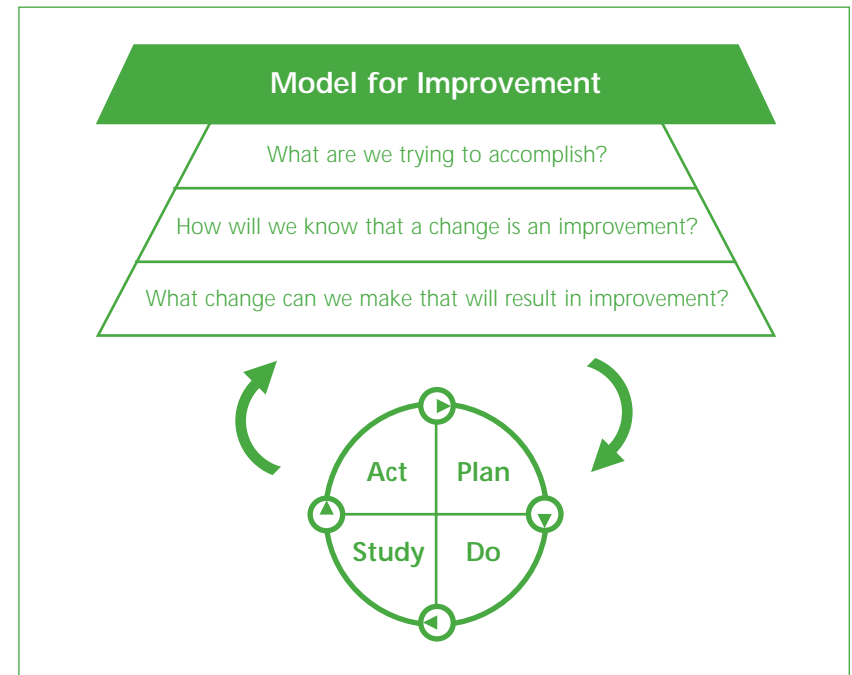 Model for Improvement
What are we trying to accomplish?
How will we know that a change is an improvement?
What change can we make that will result in improvement?
Act Plan
Study Do